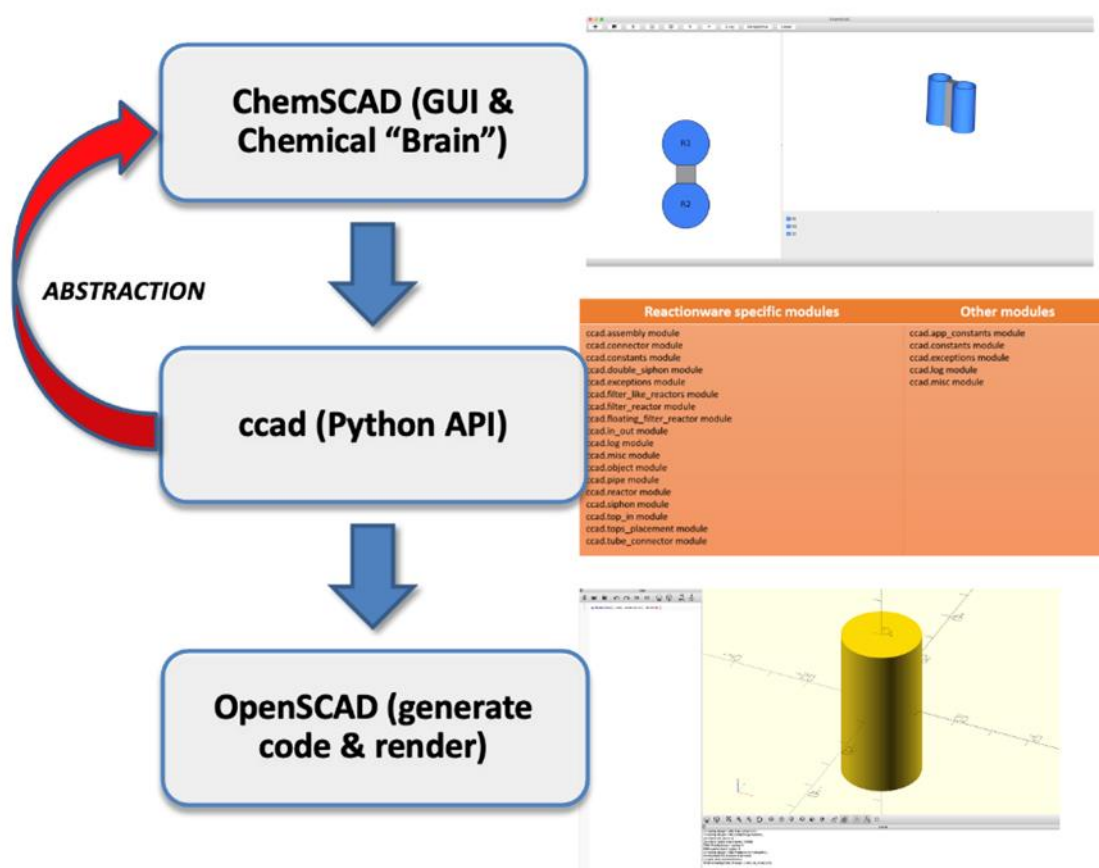 ChemSCAD (GUI &
Chemical “Brain”)
R3
R2
ABSTRACTION
ccad (Python API)
Reactionware specific modules
Other modules
ccad.assembly module
ccad.connector module
ccad.constants module
ccad.double_siphon module
ccad.exceptions module
ccad.filter_like_reactors module
ccad.filter_reactor module
ccad.floating_filter_reactor module
ccad.in_out module
ccad.log module
ccad.misc module
ccad.object module
ccad.pipe module
ccad.reactor module
ccad.siphon module
ccad.top_in module
ccad.tops_placement module
ccad.tube_connector module
ccad.app_constants module
ccad.constants module
ccad.exceptions module
ccad.log module
ccad.misc module
OpenSCAD (generate
code & render)